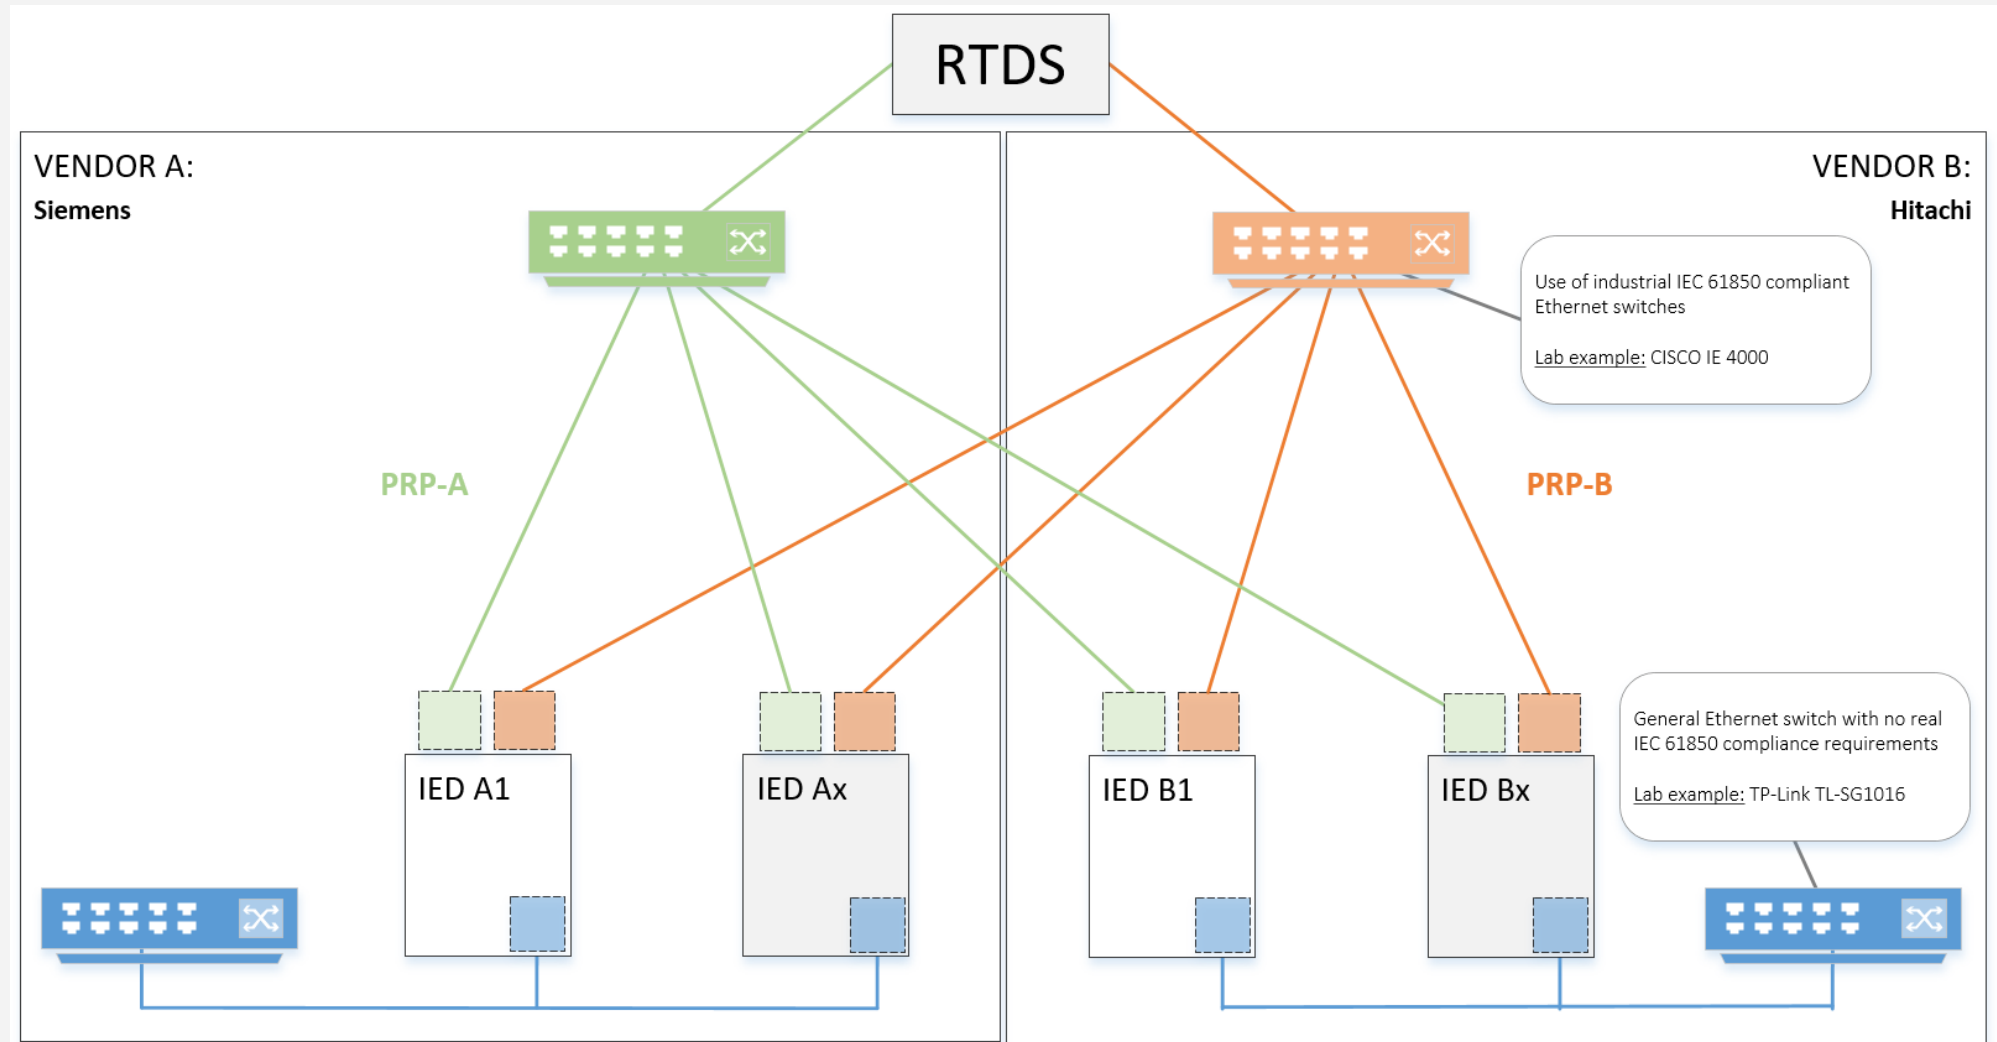 RTDS
VENDOR A:
Siemens
VENDOR B:
Hitachi
Use of industrial IEC 61850 compliant
Ethernet switches
Lab example: CISCO IE 4000
PRP-A
PRP-B
IED A1
IED Ax
IED B1
IED Bx
General Ethernet switch with no real
IEC 61850 compliance requirements
Lab example: TP-Link TL-SG1016